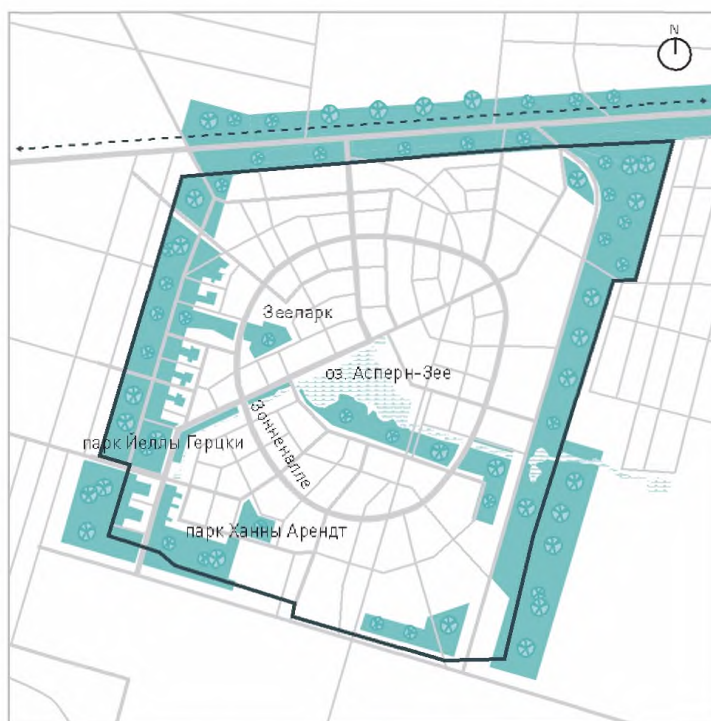 N
Зеепарк
оз. Асперн-Зее
Зонненалле
парк Йеллы Герцки
парк Ханны Арендт